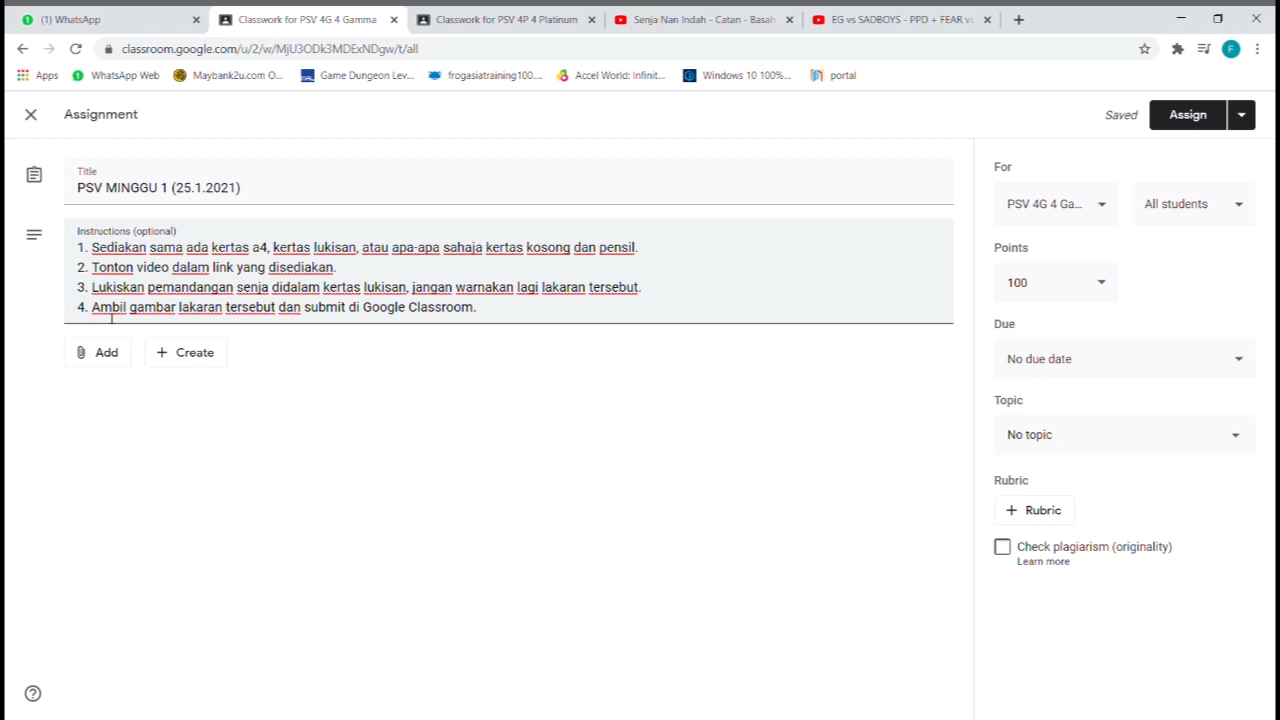 (1) WhatsApp
Classwork for PSV 4G 4 Gamma
Classwork for PSV 4P 4 Platinum
Senja Nan Indah - Catan - Basah
EG vs SADBOYS - PPD + FEAR vs
classroom.google.com/u/2/w/MjU3ODk3MDExNDgw/t/all
F
Apps
WhatsApp Web
Maybank2u.com O...
Game Dungeon Lev...
frogasiatraining100....
Accel World: Infinit...
Windows 10 100%...
portal
Assignment
Saved
Assign
Title
PSV MINGGU 1 (25.1.2021)
Instructions (optional)
1. Sediakan sama ada kertas a4, kertas lukisan, atau apa-apa sahaja kertas kosong dan pensil.
2. Tonton video dalam link yang disediakan.
3. Lukiskan pemandangan senja didalam kertas lukisan, jangan warnakan lagi lakaran tersebut.
4. Ambil gambar lakaran tersebut dan submit di Google Classroom.
Add
Create
For
PSV 4G 4 Ga...
All students
Points
100
Due
No due date
Topic
No topic
Rubric
Rubric
Check plagiarism (originality)
Learn more